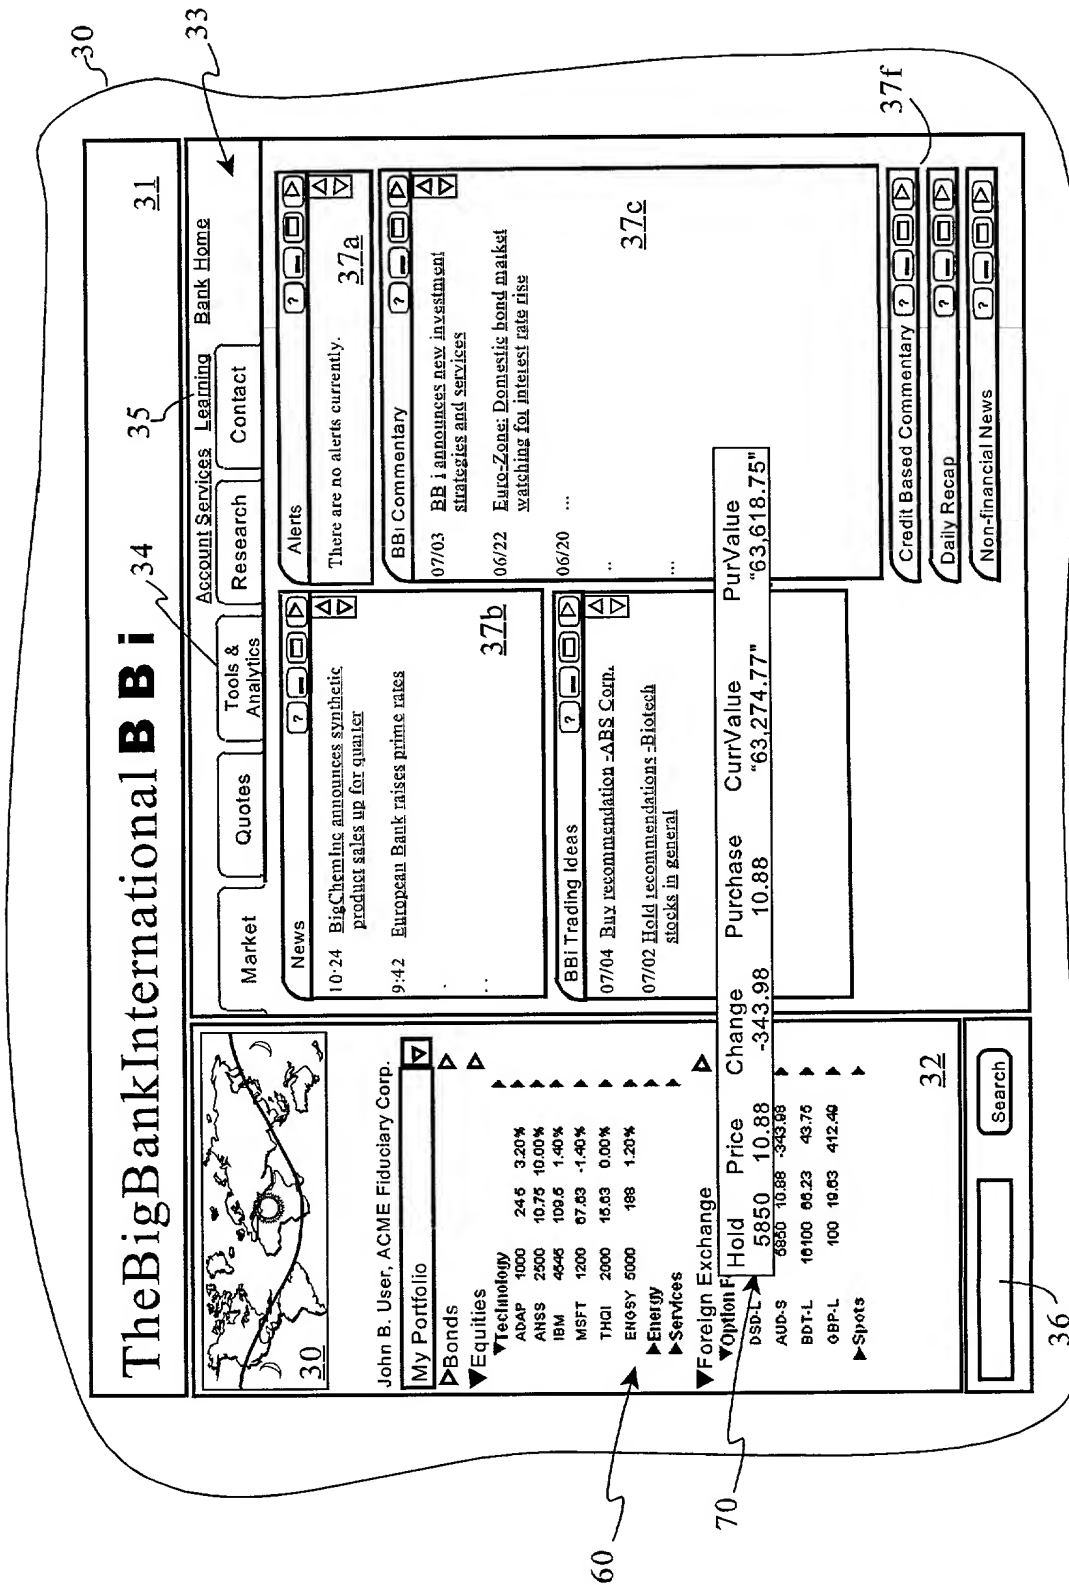 30
TheBigBankInternational B B i
31
33
30
35
Account Services Learning Bank Home
34
Market
Quotes
Tools &
Analytics
Research
Contact
John B. User, ACME Fiduciary Corp.
My Portfolio
Bonds
Equities
Technology
ADAP 1000 24.5 3.20%
ANSS 2500 10.75 10.00%
IBM 4545 109.5 1.40%
MSFT 1200 67.63 -1.40%
THQI 2000 15.63 0.00%
ENGSY 5000 188 1.20%
Energy
Services
Foreign Exchange
Option F
DSD-L
AUD-S 5850 10.88 -343.98
BDT-L 16100 66.23 43.75
GBP-L 100 19.63 412.49
Spots
32
60
70
Hold Price Change Purchase CurrValue PurValue
5850 10.88 -343.98 10.88 "63,274.77" "63,618.75"
Search
36
News
?
10:24 BigChemInc announces synthetic
product sales up for quarter
9:42 European Bank raises prime rates
.
. .
37b
BBi Trading Ideas
?
07/04 Buy recommendation -ABS Corp.
07/02 Hold recommendations -Biotech
stocks in general
Alerts
?
There are no alerts currently.
37a
BBi Commentary
?
07/03 BB i announces new investment
strategies and services
06/22 Euro-Zone: Domestic bond market
watching for interest rate rise
06/20 ...
..
...
37c
Credit Based Commentary ?
37f
Daily Recap ?
Non-financial News ?